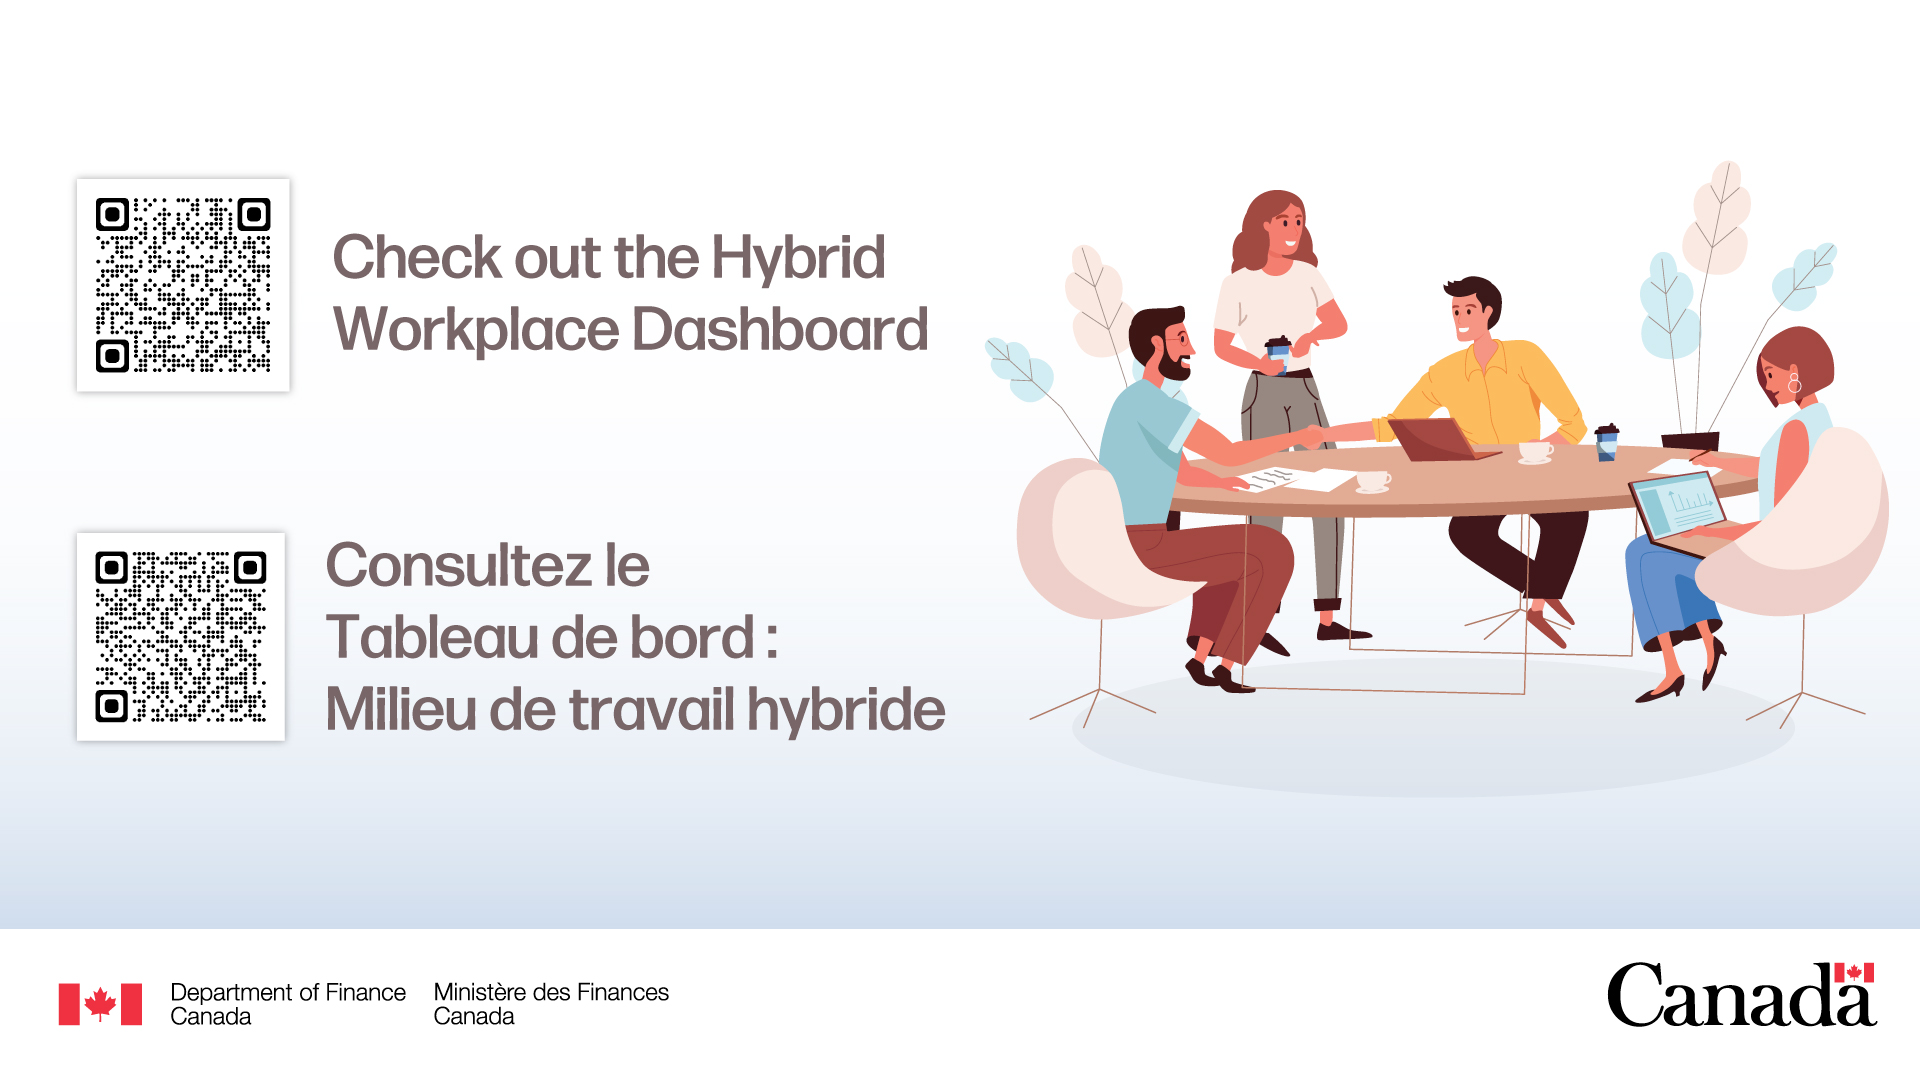 Check out the Hybrid
Workplace Dashboard
Consultez le
Tableau de bord :
Milieu de travail hybride
Department of Finance
Canada
Ministère des Finances
Canada
Canada